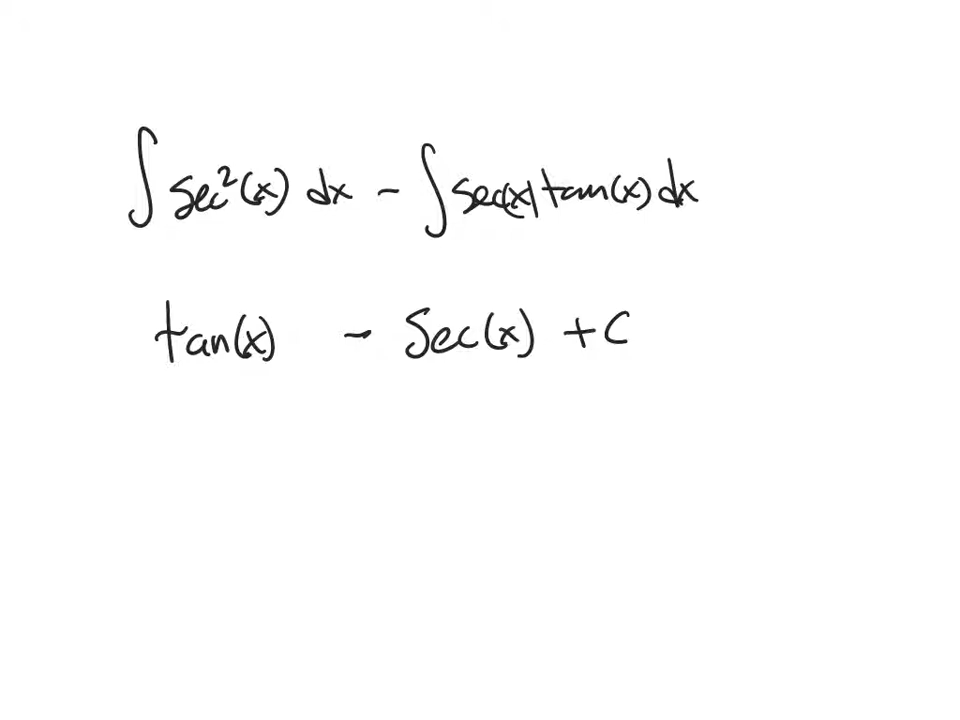 ∫ sec²(x) dx - ∫ sec(x) tan(x) dx
tan(x) - sec(x) + C